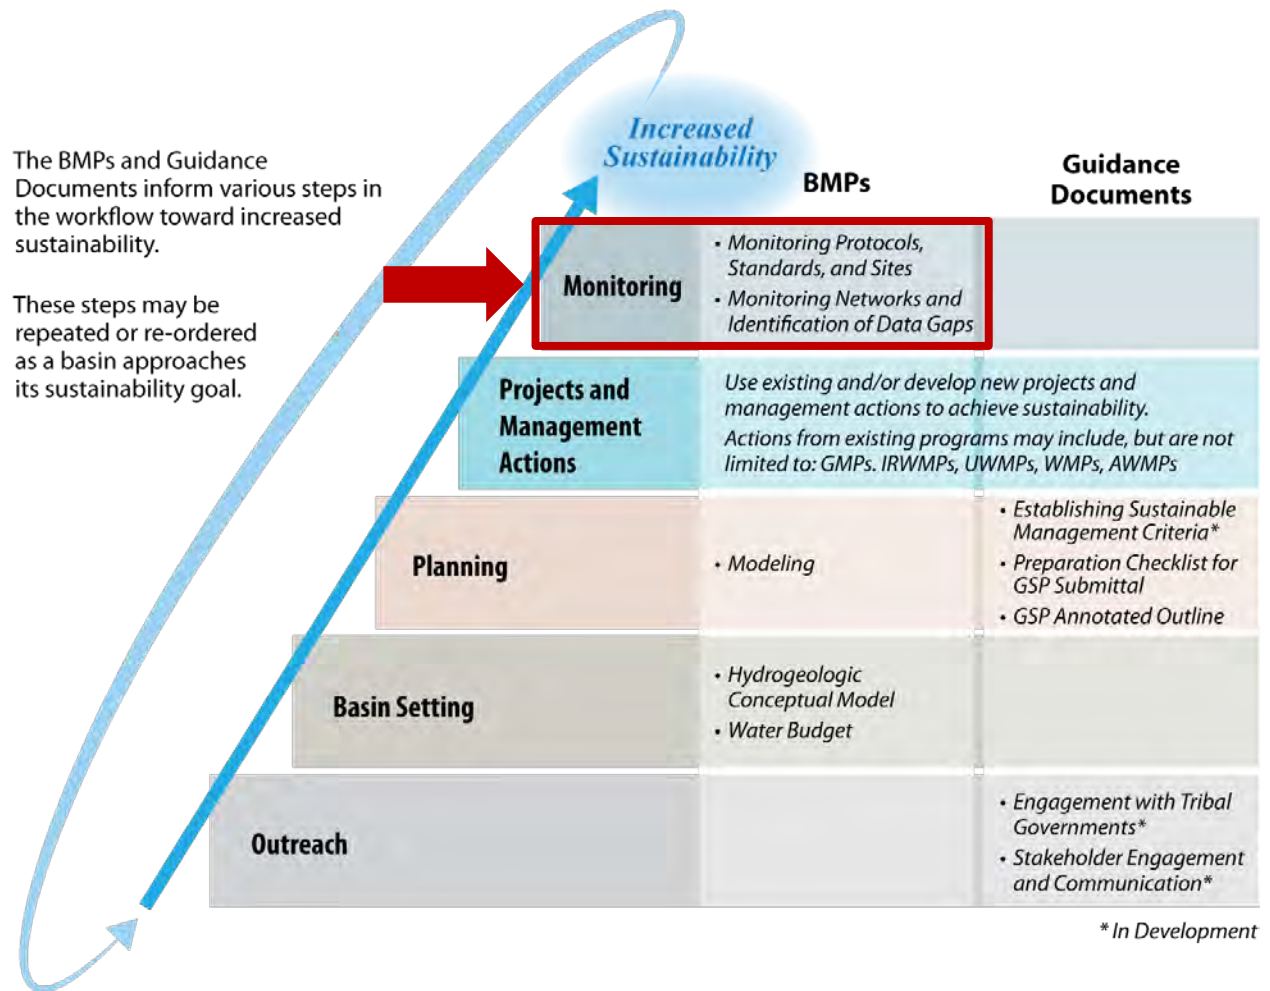 Increased
Sustainability
The BMPs and Guidance
Documents inform various steps in
the workflow toward increased
sustainability.
These steps may be
repeated or re-ordered
as a basin approaches
its sustainability goal.
BMPs
Guidance
Documents
Monitoring
• Monitoring Protocols,
Standards, and Sites
• Monitoring Networks and
Identification of Data Gaps
Projects and
Management
Actions
Use existing and/or develop new projects and
management actions to achieve sustainability.
Actions from existing programs may include, but are not
limited to: GMPs. IRWMPs, UWMPs, WMPs, AWMPs
Planning
• Modeling
• Establishing Sustainable
Management Criteria*
• Preparation Checklist for
GSP Submittal
• GSP Annotated Outline
Basin Setting
• Hydrogeologic
Conceptual Model
• Water Budget
Outreach
• Engagement with Tribal
Governments*
• Stakeholder Engagement
and Communication*
* In Development